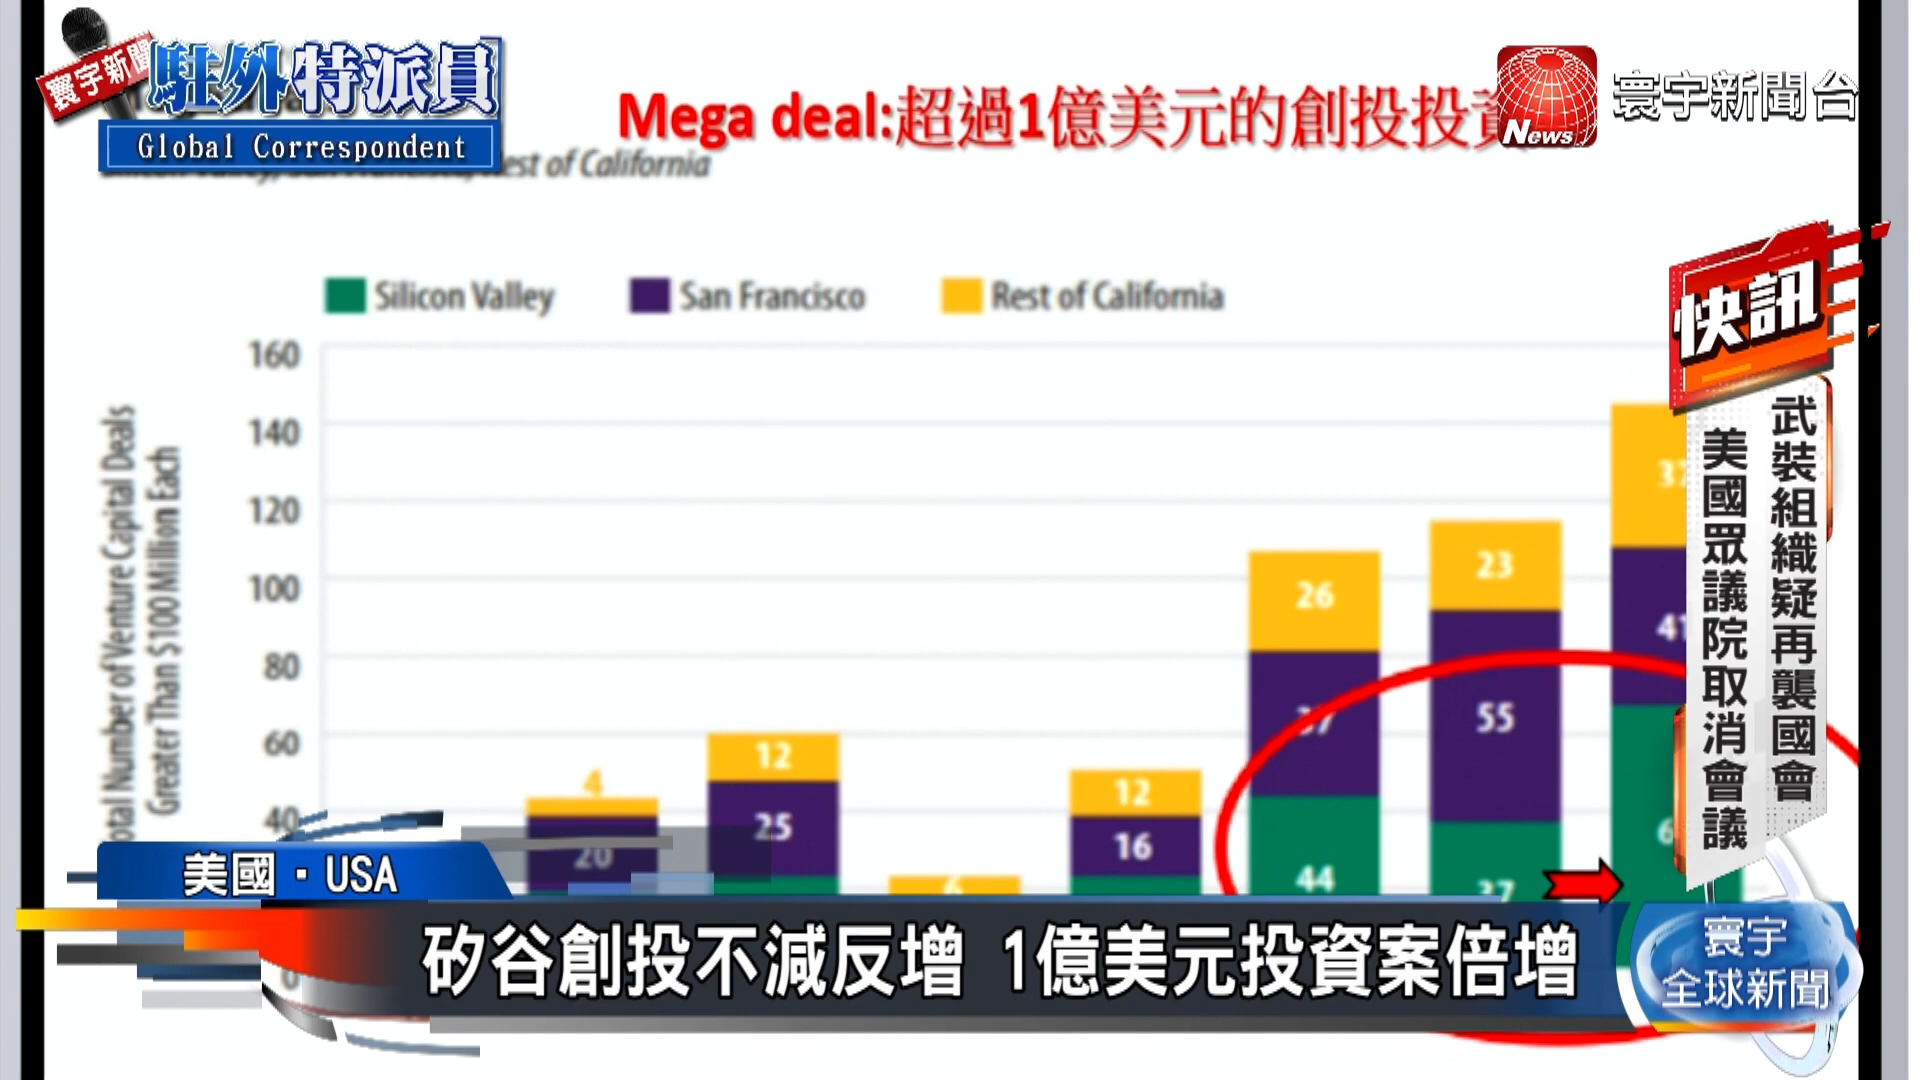 寰宇新聞
駐外特派員
Global Correspondent
Mega deal:超過1億美元的創投投資
News
寰宇新聞台
est of California
Silicon Valley
San Francisco
Rest of California
快訊
武裝組織疑再襲國會
美國眾議院取消會議
Total Number of Venture Capital Deals
Greater Than $100 Million Each
160
140
120
100
80
60
40
0
4
20
12
25
6
12
16
26
37
44
23
55
37
37
41
美國·USA
矽谷創投不減反增 1億美元投資案倍增
寰宇
全球新聞